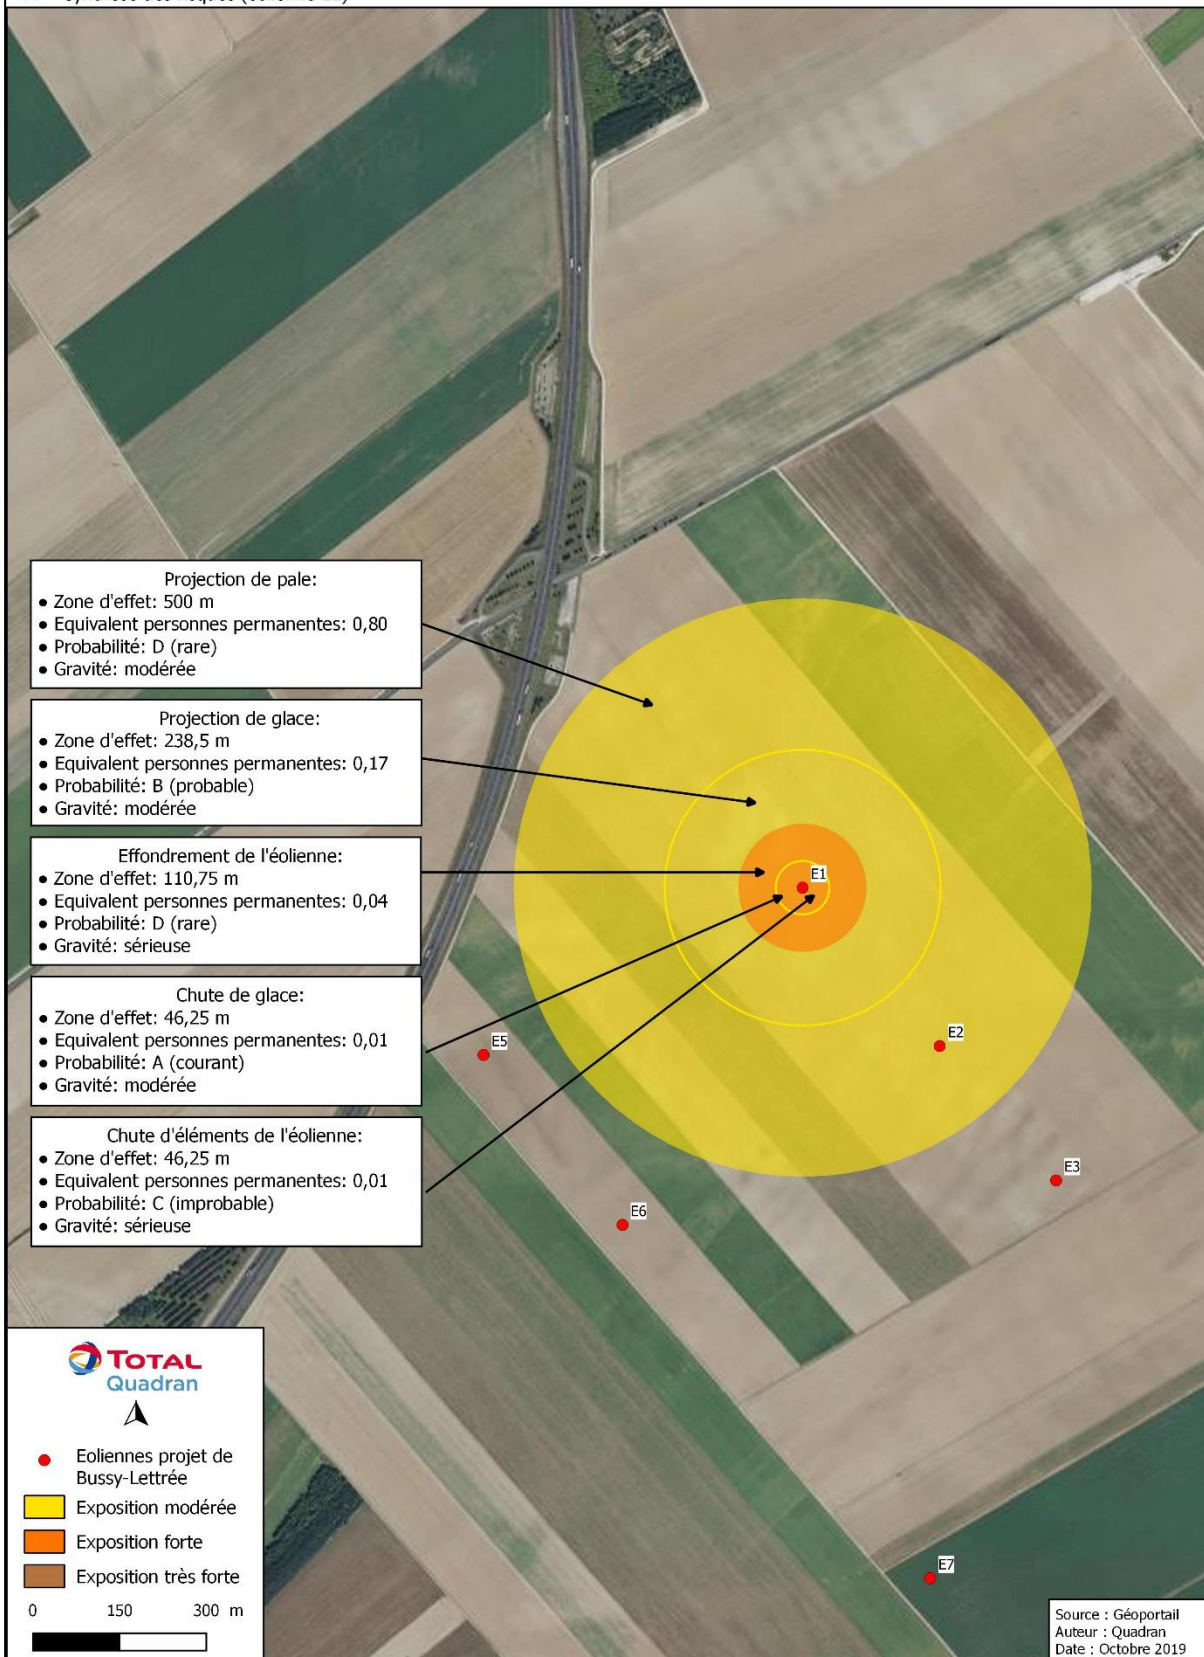 Projection de pale:
• Zone d'effet: 500 m
• Equivalent personnes permanentes: 0,80
• Probabilité: D (rare)
• Gravité: modérée
Projection de glace:
• Zone d'effet: 238,5 m
• Equivalent personnes permanentes: 0,17
• Probabilité: B (probable)
• Gravité: modérée
Effondrement de l'éolienne:
• Zone d'effet: 110,75 m
• Equivalent personnes permanentes: 0,04
• Probabilité: D (rare)
• Gravité: sérieuse
Chute de glace:
• Zone d'effet: 46,25 m
• Equivalent personnes permanentes: 0,01
• Probabilité: A (courant)
• Gravité: modérée
Chute d'éléments de l'éolienne:
• Zone d'effet: 46,25 m
• Equivalent personnes permanentes: 0,01
• Probabilité: C (improbable)
• Gravité: sérieuse
E1
E2
E5
E3
E6
E7
TOTAL
Quadran
Eoliennes projet de
Bussy-Lettrée
Exposition modérée
Exposition forte
Exposition très forte
0 150 300 m
Source : Géoportail
Auteur : Quadran
Date : Octobre 2019